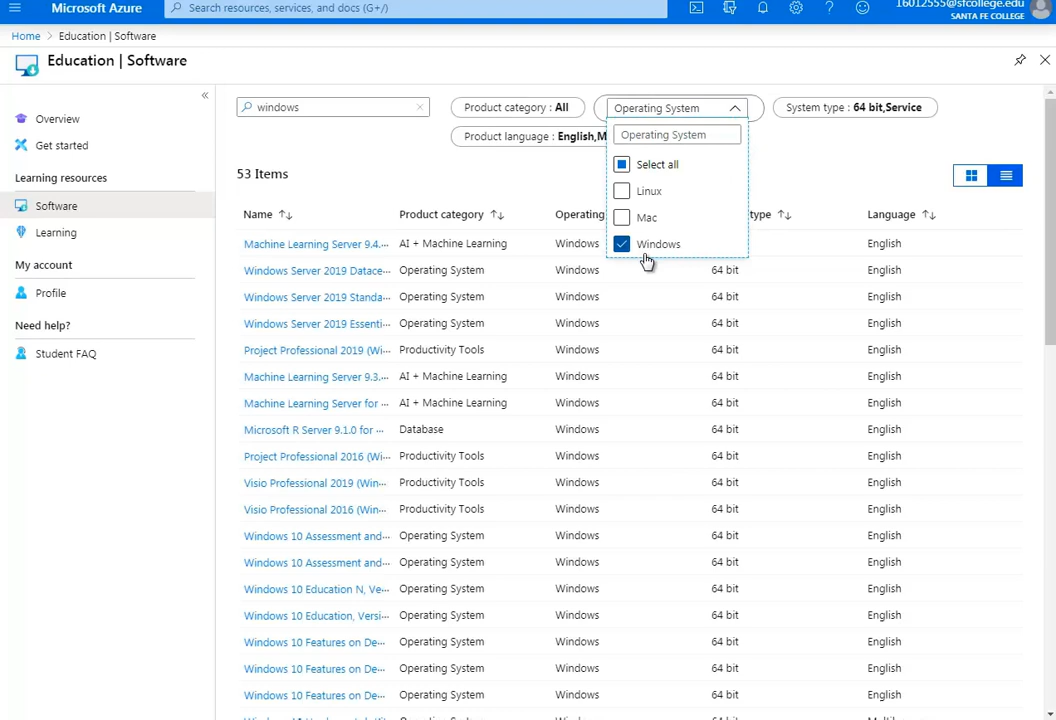 Microsoft Azure
Search resources, services, and docs (G+/)
16012555@sfcollege.edu
SANTA FE COLLEGE
Home > Education | Software
Education | Software
windows
Product category : All
Operating System
System type : 64 bit,Service
Product language : English,M
Operating System
Select all
Linux
Mac
Windows
Overview
Get started
Learning resources
Software
Learning
My account
Profile
Need help?
Student FAQ
53 Items
Name Product category Operating type Language
Machine Learning Server 9.4.··· AI + Machine Learning Windows English
Windows Server 2019 Datace··· Operating System Windows 64 bit English
Windows Server 2019 Standa··· Operating System Windows 64 bit English
Windows Server 2019 Essenti··· Operating System Windows 64 bit English
Project Professional 2019 (Wi··· Productivity Tools Windows 64 bit English
Machine Learning Server 9.3.··· AI + Machine Learning Windows 64 bit English
Machine Learning Server for ··· AI + Machine Learning Windows 64 bit English
Microsoft R Server 9.1.0 for ··· Database Windows 64 bit English
Project Professional 2016 (Wi··· Productivity Tools Windows 64 bit English
Visio Professional 2019 (Win··· Productivity Tools Windows 64 bit English
Visio Professional 2016 (Win··· Productivity Tools Windows 64 bit English
Windows 10 Assessment and··· Operating System Windows 64 bit English
Windows 10 Assessment and··· Operating System Windows 64 bit English
Windows 10 Education N, Ve··· Operating System Windows 64 bit English
Windows 10 Education, Versi··· Operating System Windows 64 bit English
Windows 10 Features on De··· Operating System Windows 64 bit English
Windows 10 Features on De··· Operating System Windows 64 bit English
Windows 10 Features on De··· Operating System Windows 64 bit English